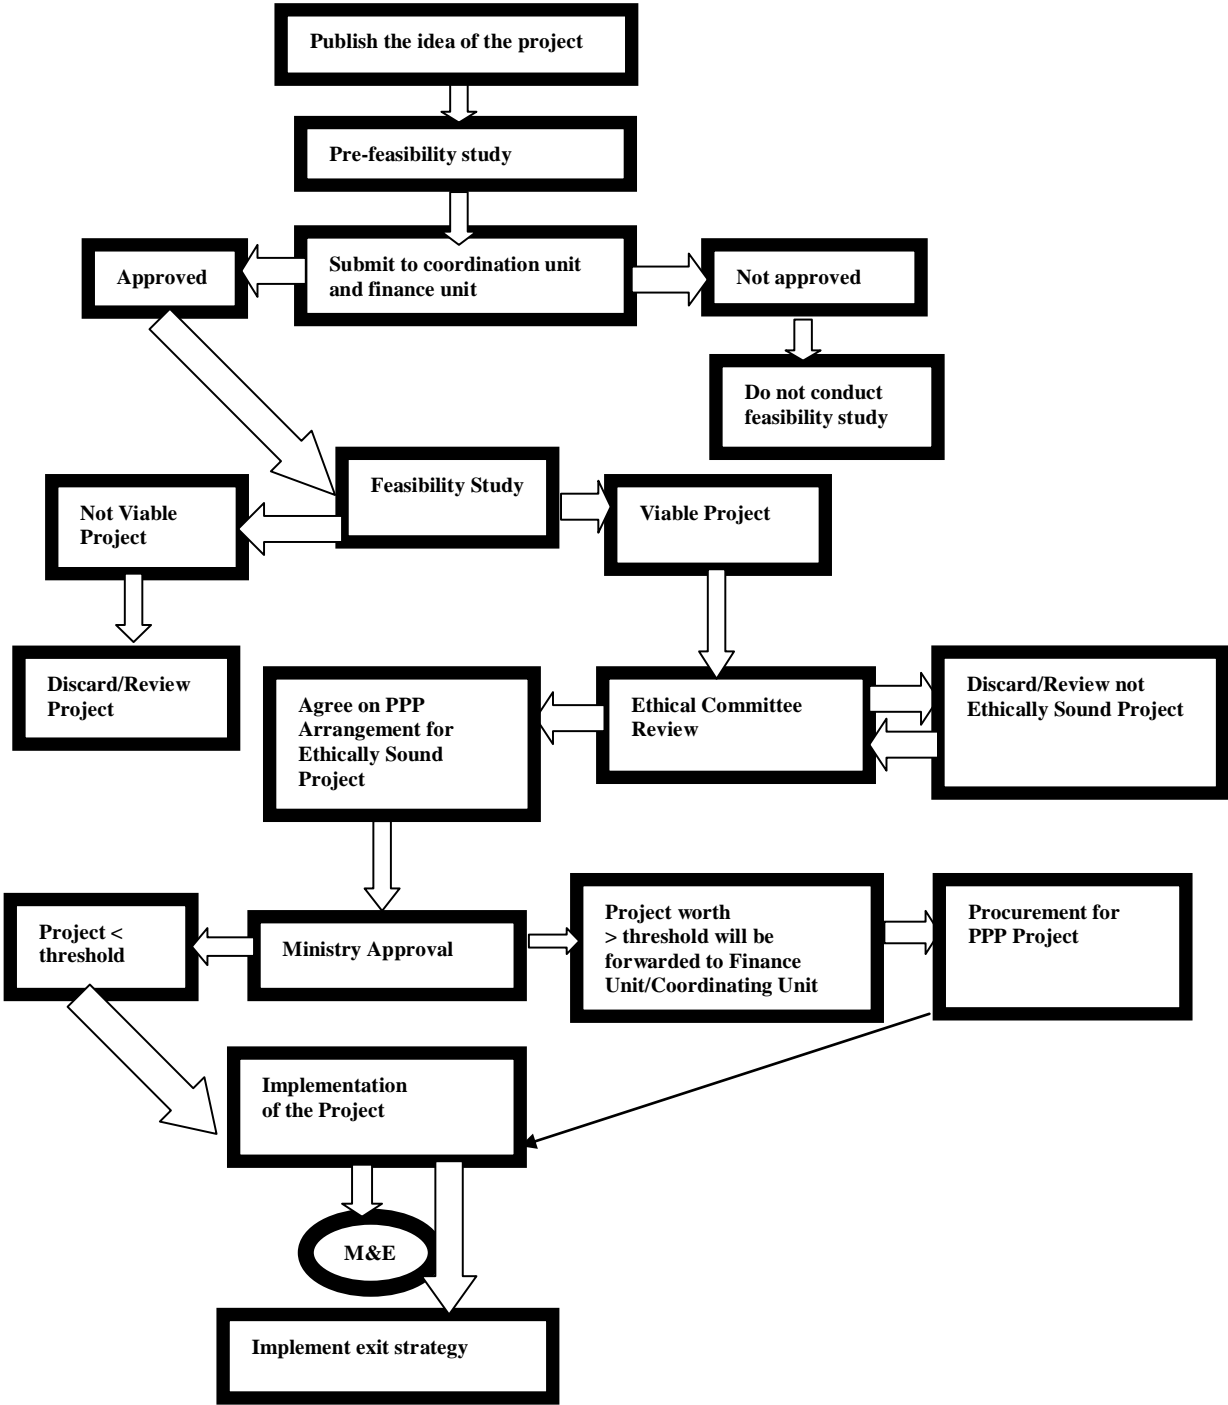 Publish the idea of the project
Pre-feasibility study
Approved
Submit to coordination unit
and finance unit
Not approved
Do not conduct
feasibility study
Feasibility Study
Not Viable
Project
Viable Project
Discard/Review
Project
Agree on PPP
Arrangement for
Ethically Sound
Project
Ethical Committee
Review
Discard/Review not
Ethically Sound Project
Project <
threshold
Ministry Approval
Project worth
> threshold will be
forwarded to Finance
Unit/Coordinating Unit
Procurement for
PPP Project
Implementation
of the Project
M&E
Implement exit strategy